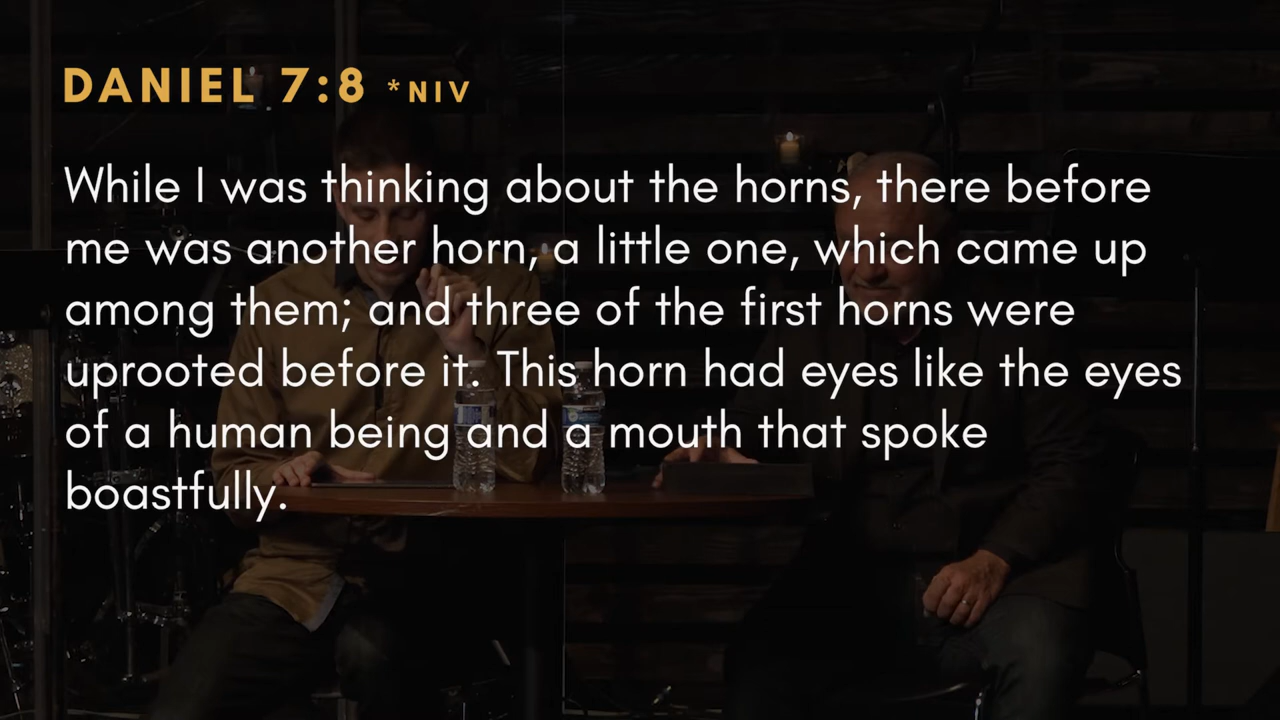 DANIEL 7:8 *NIV
While I was thinking about the horns, there before
me was another horn, a little one, which came up
among them; and three of the first horns were
uprooted before it. This horn had eyes like the eyes
of a human being and a mouth that spoke
boastfully.